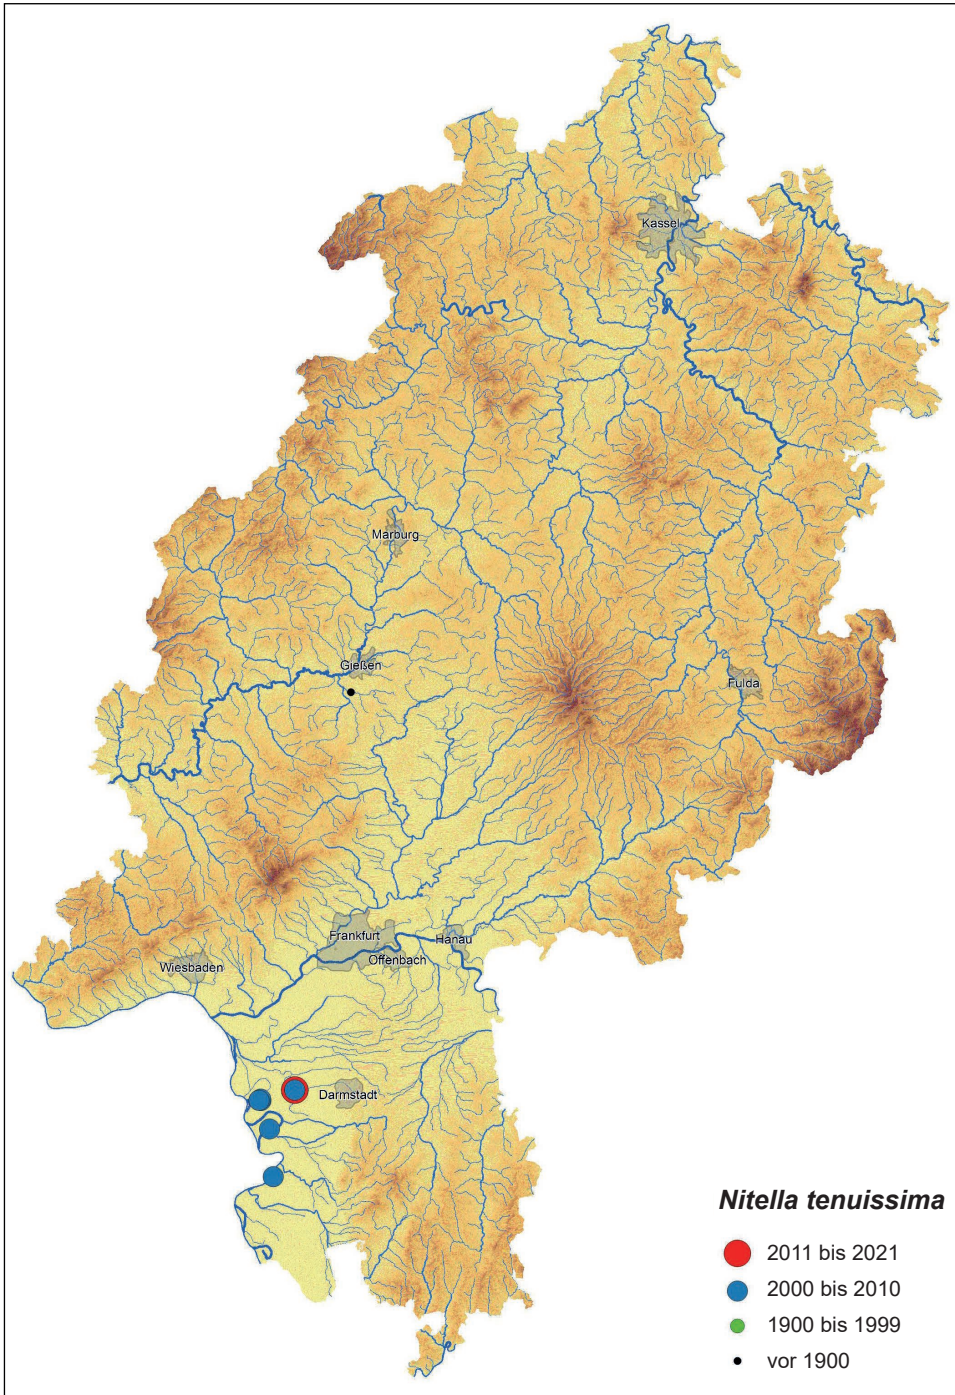 Kassel
Marburg
Gießen
Fulda
Frankfurt
Hanau
Offenbach
Wiesbaden
Darmstadt
Nitella tenuissima
2011 bis 2021
2000 bis 2010
1900 bis 1999
vor 1900